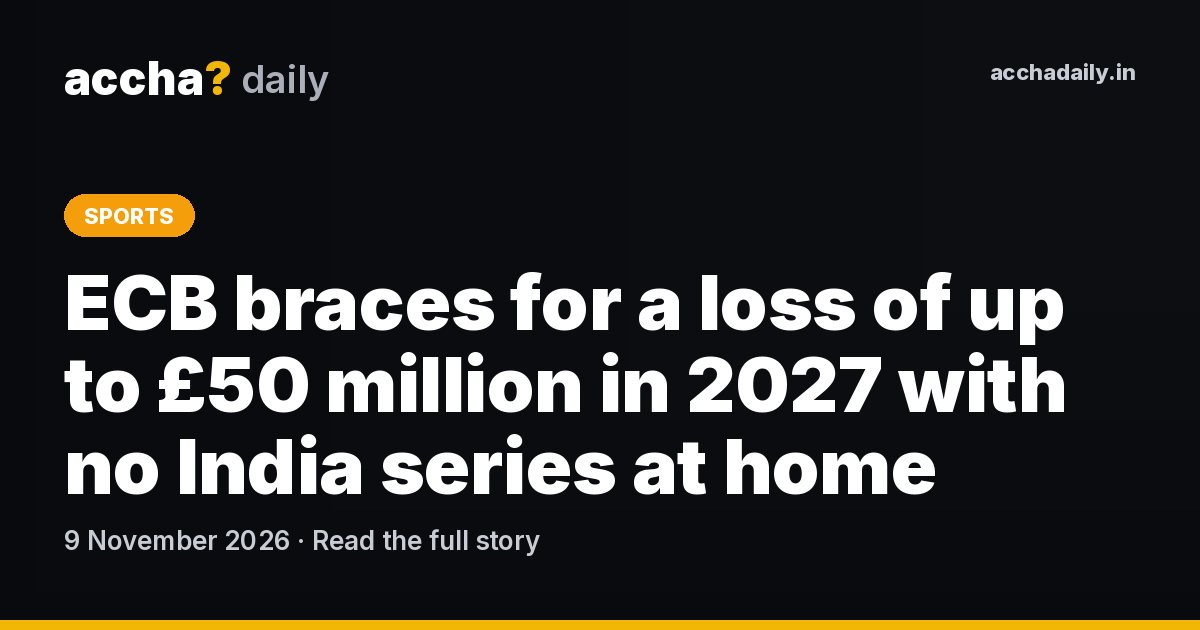 accha? daily
acchadaily.in
SPORTS
ECB braces for a loss of up
to £50 million in 2027 with
no India series at home
9 November 2026 · Read the full story